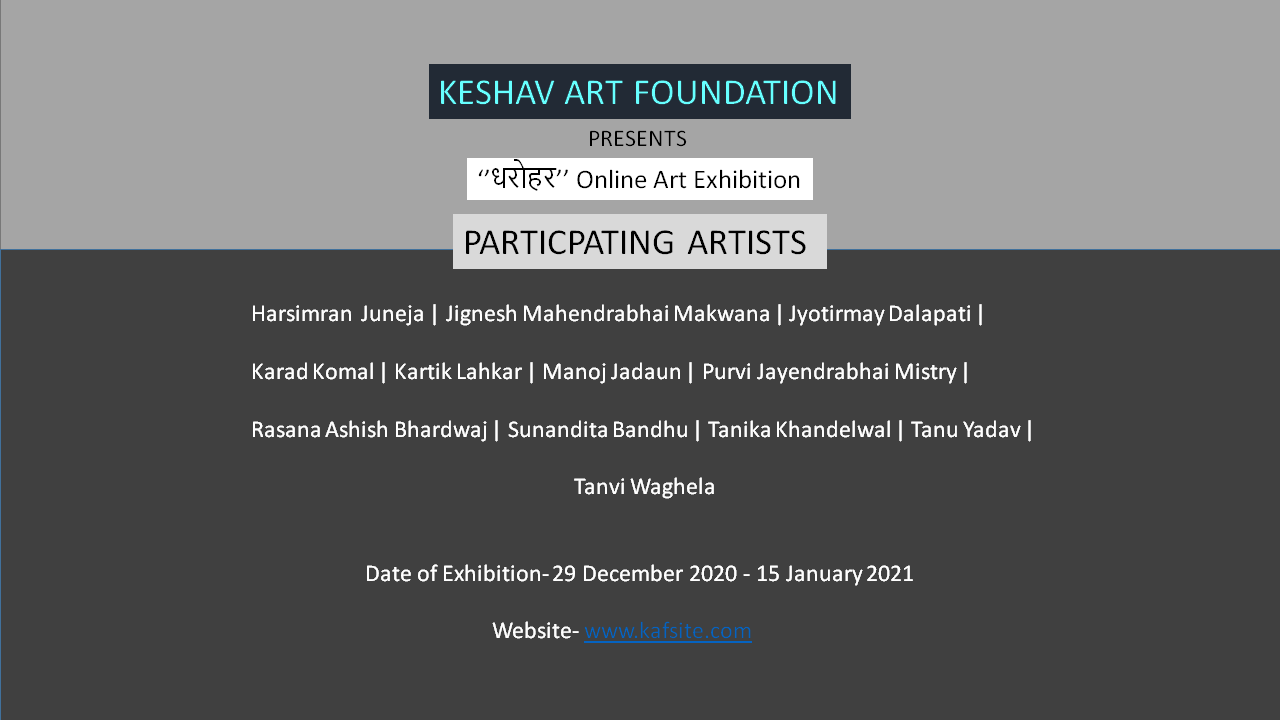 KESHAV ART FOUNDATION
PRESENTS
‘’धरोहर’’ Online Art Exhibition
PARTICPATING ARTISTS
Harsimran Juneja | Jignesh Mahendrabhai Makwana | Jyotirmay Dalapati |
Karad Komal | Kartik Lahkar | Manoj Jadaun | Purvi Jayendrabhai Mistry |
Rasana Ashish Bhardwaj | Sunandita Bandhu | Tanika Khandelwal | Tanu Yadav |
Tanvi Waghela
Date of Exhibition- 29 December 2020 - 15 January 2021
Website- www.kafsite.com